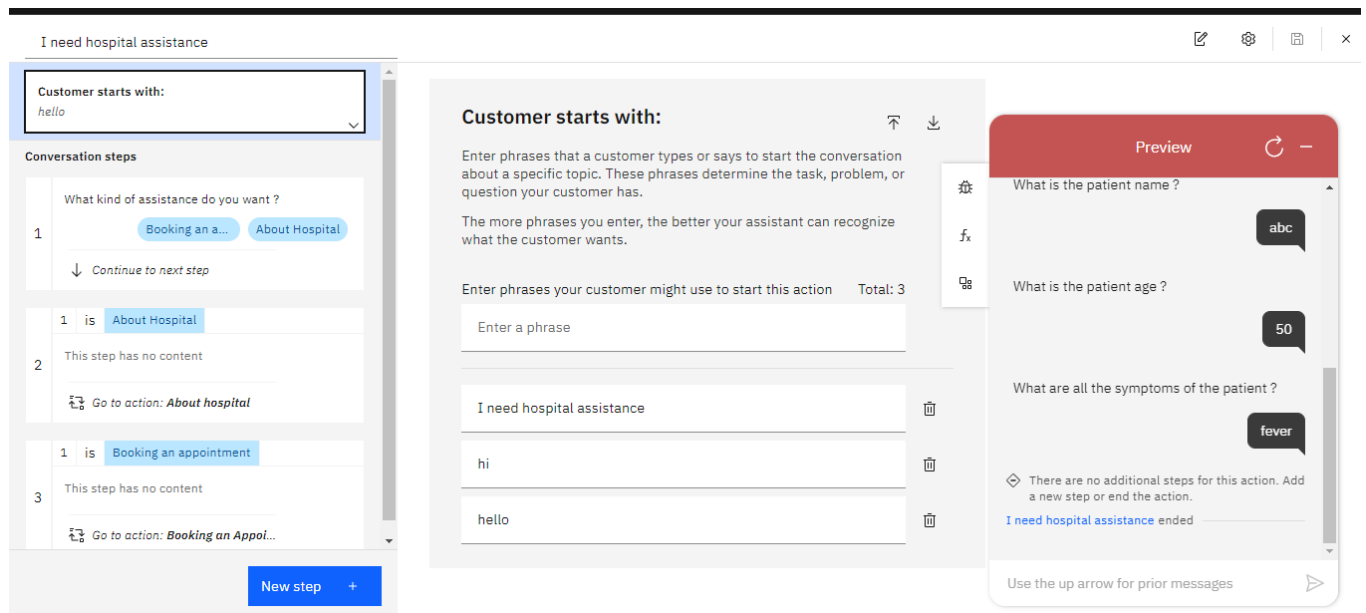 I need hospital assistance
Customer starts with:
hello
Conversation steps
What kind of assistance do you want ?
1
Booking an a...
About Hospital
Continue to next step
1 is About Hospital
This step has no content
2
Go to action: About hospital
1 is Booking an appointment
This step has no content
3
Go to action: Booking an Appoi...
New step +
Customer starts with:
Enter phrases that a customer types or says to start the conversation
about a specific topic. These phrases determine the task, problem, or
question your customer has.
The more phrases you enter, the better your assistant can recognize
what the customer wants.
Enter phrases your customer might use to start this action Total: 3
Enter a phrase
I need hospital assistance
hi
hello
fx
Preview
What is the patient name ?
abc
What is the patient age ?
50
What are all the symptoms of the patient ?
fever
There are no additional steps for this action. Add
a new step or end the action.
I need hospital assistance ended
Use the up arrow for prior messages